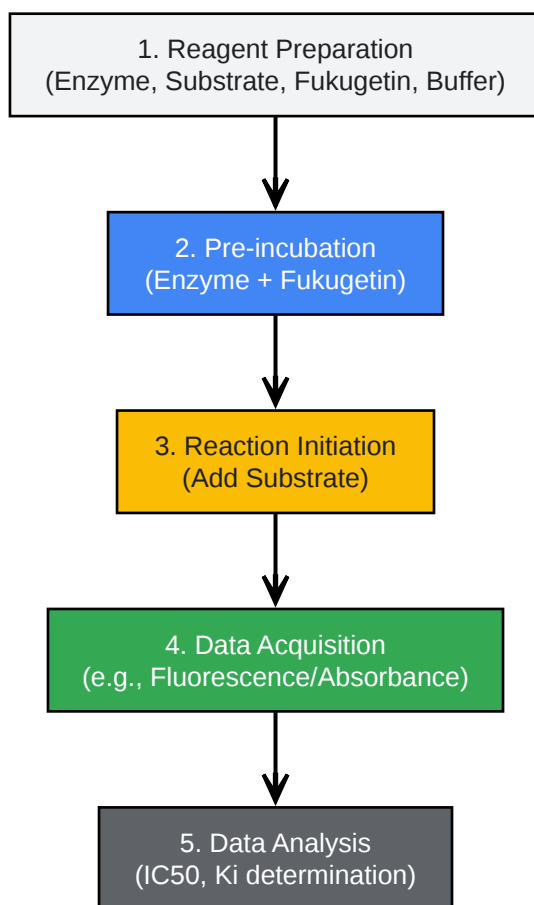 1. Reagent Preparation
(Enzyme, Substrate, Fukugetin, Buffer)
2. Pre-incubation
(Enzyme + Fukugetin)
3. Reaction Initiation
(Add Substrate)
4. Data Acquisition
(e.g., Fluorescence/Absorbance)
5. Data Analysis
(IC50, Ki determination)